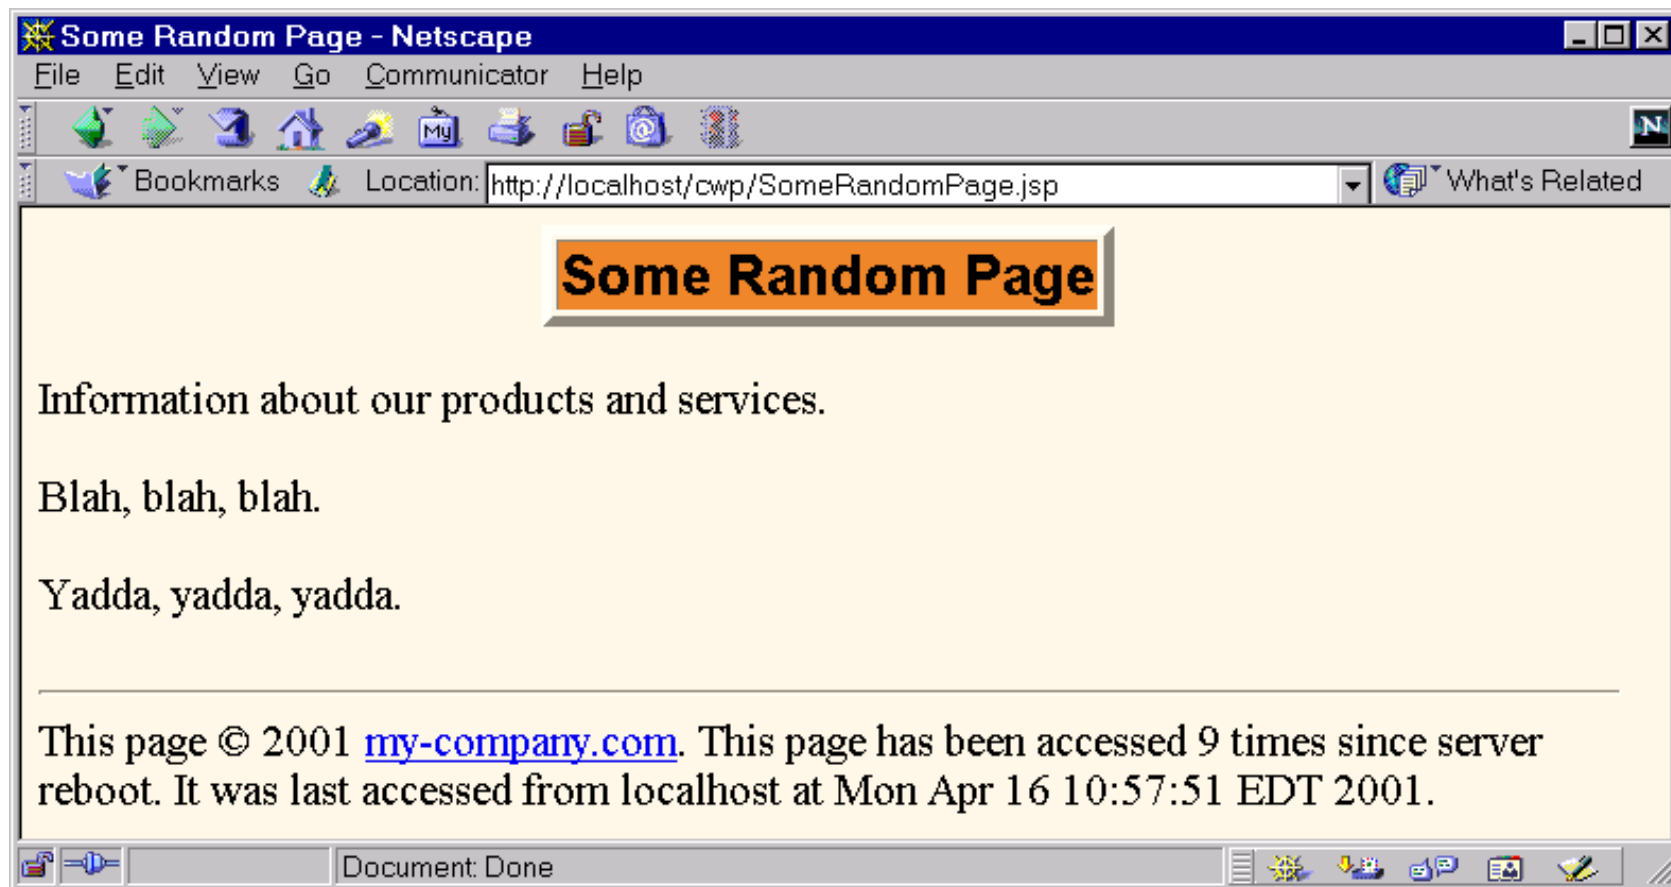 Some Random Page - Netscape
File Edit View Go Communicator Help
My
N
Bookmarks Location: http://localhost/cwp/SomeRandomPage.jsp What's Related
Some Random Page
Information about our products and services.
Blah, blah, blah.
Yadda, yadda, yadda.
This page © 2001 my-company.com. This page has been accessed 9 times since server
reboot. It was last accessed from localhost at Mon Apr 16 10:57:51 EDT 2001.
Document: Done